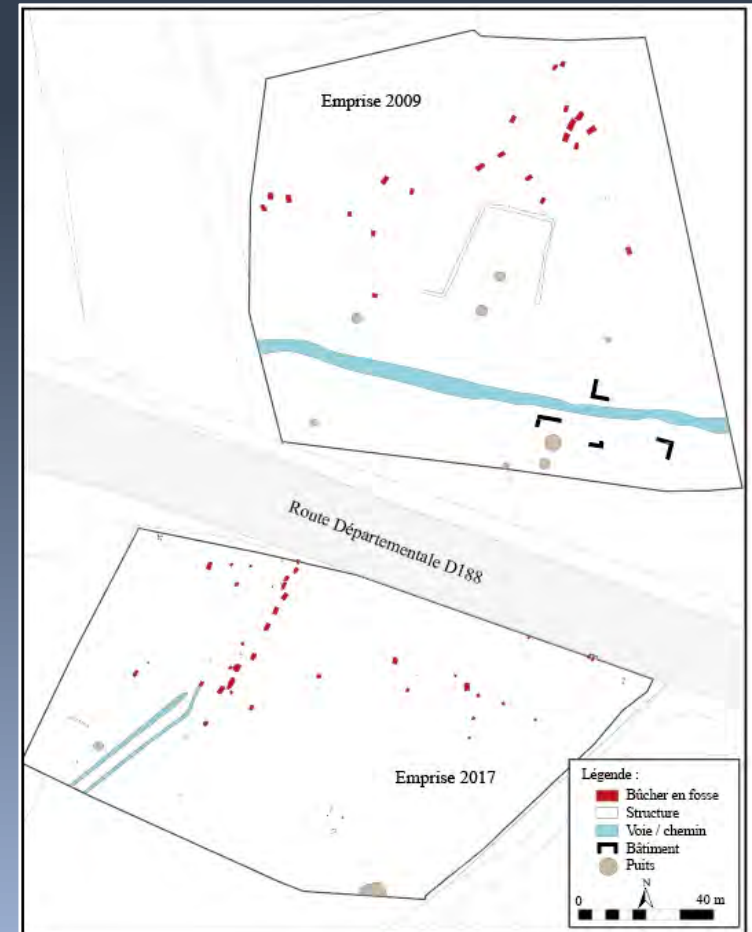 Emprise 2009
Route Départementale D188
Emprise 2017
Légende :
Bûcher en fosse
Structure
Voie / chemin
Bâtiment
Puits
N
0 40 m